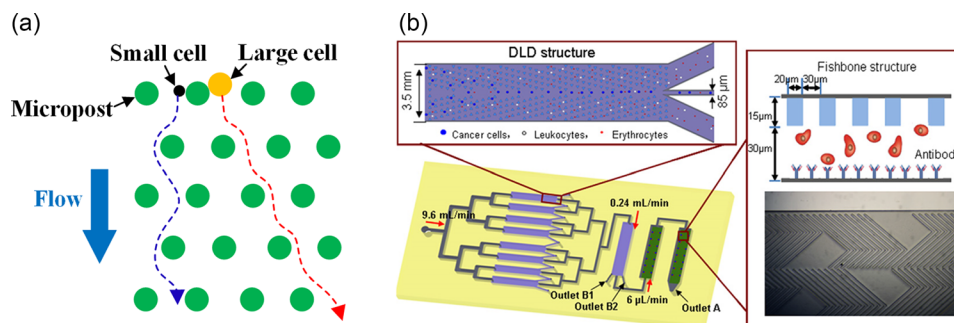 (a)
Small cell
Large cell
Micropost
Flow
(b)
DLD structure
3.5 mm
85 µm
Cancer cells, Leukocytes, Erythrocytes
9.6 mL/min
0.24 mL/min
Outlet B1
Outlet B2
6 µL/min
Outlet A
Fishbone structure
20µm 30µm
15µm
30µm
Antibod